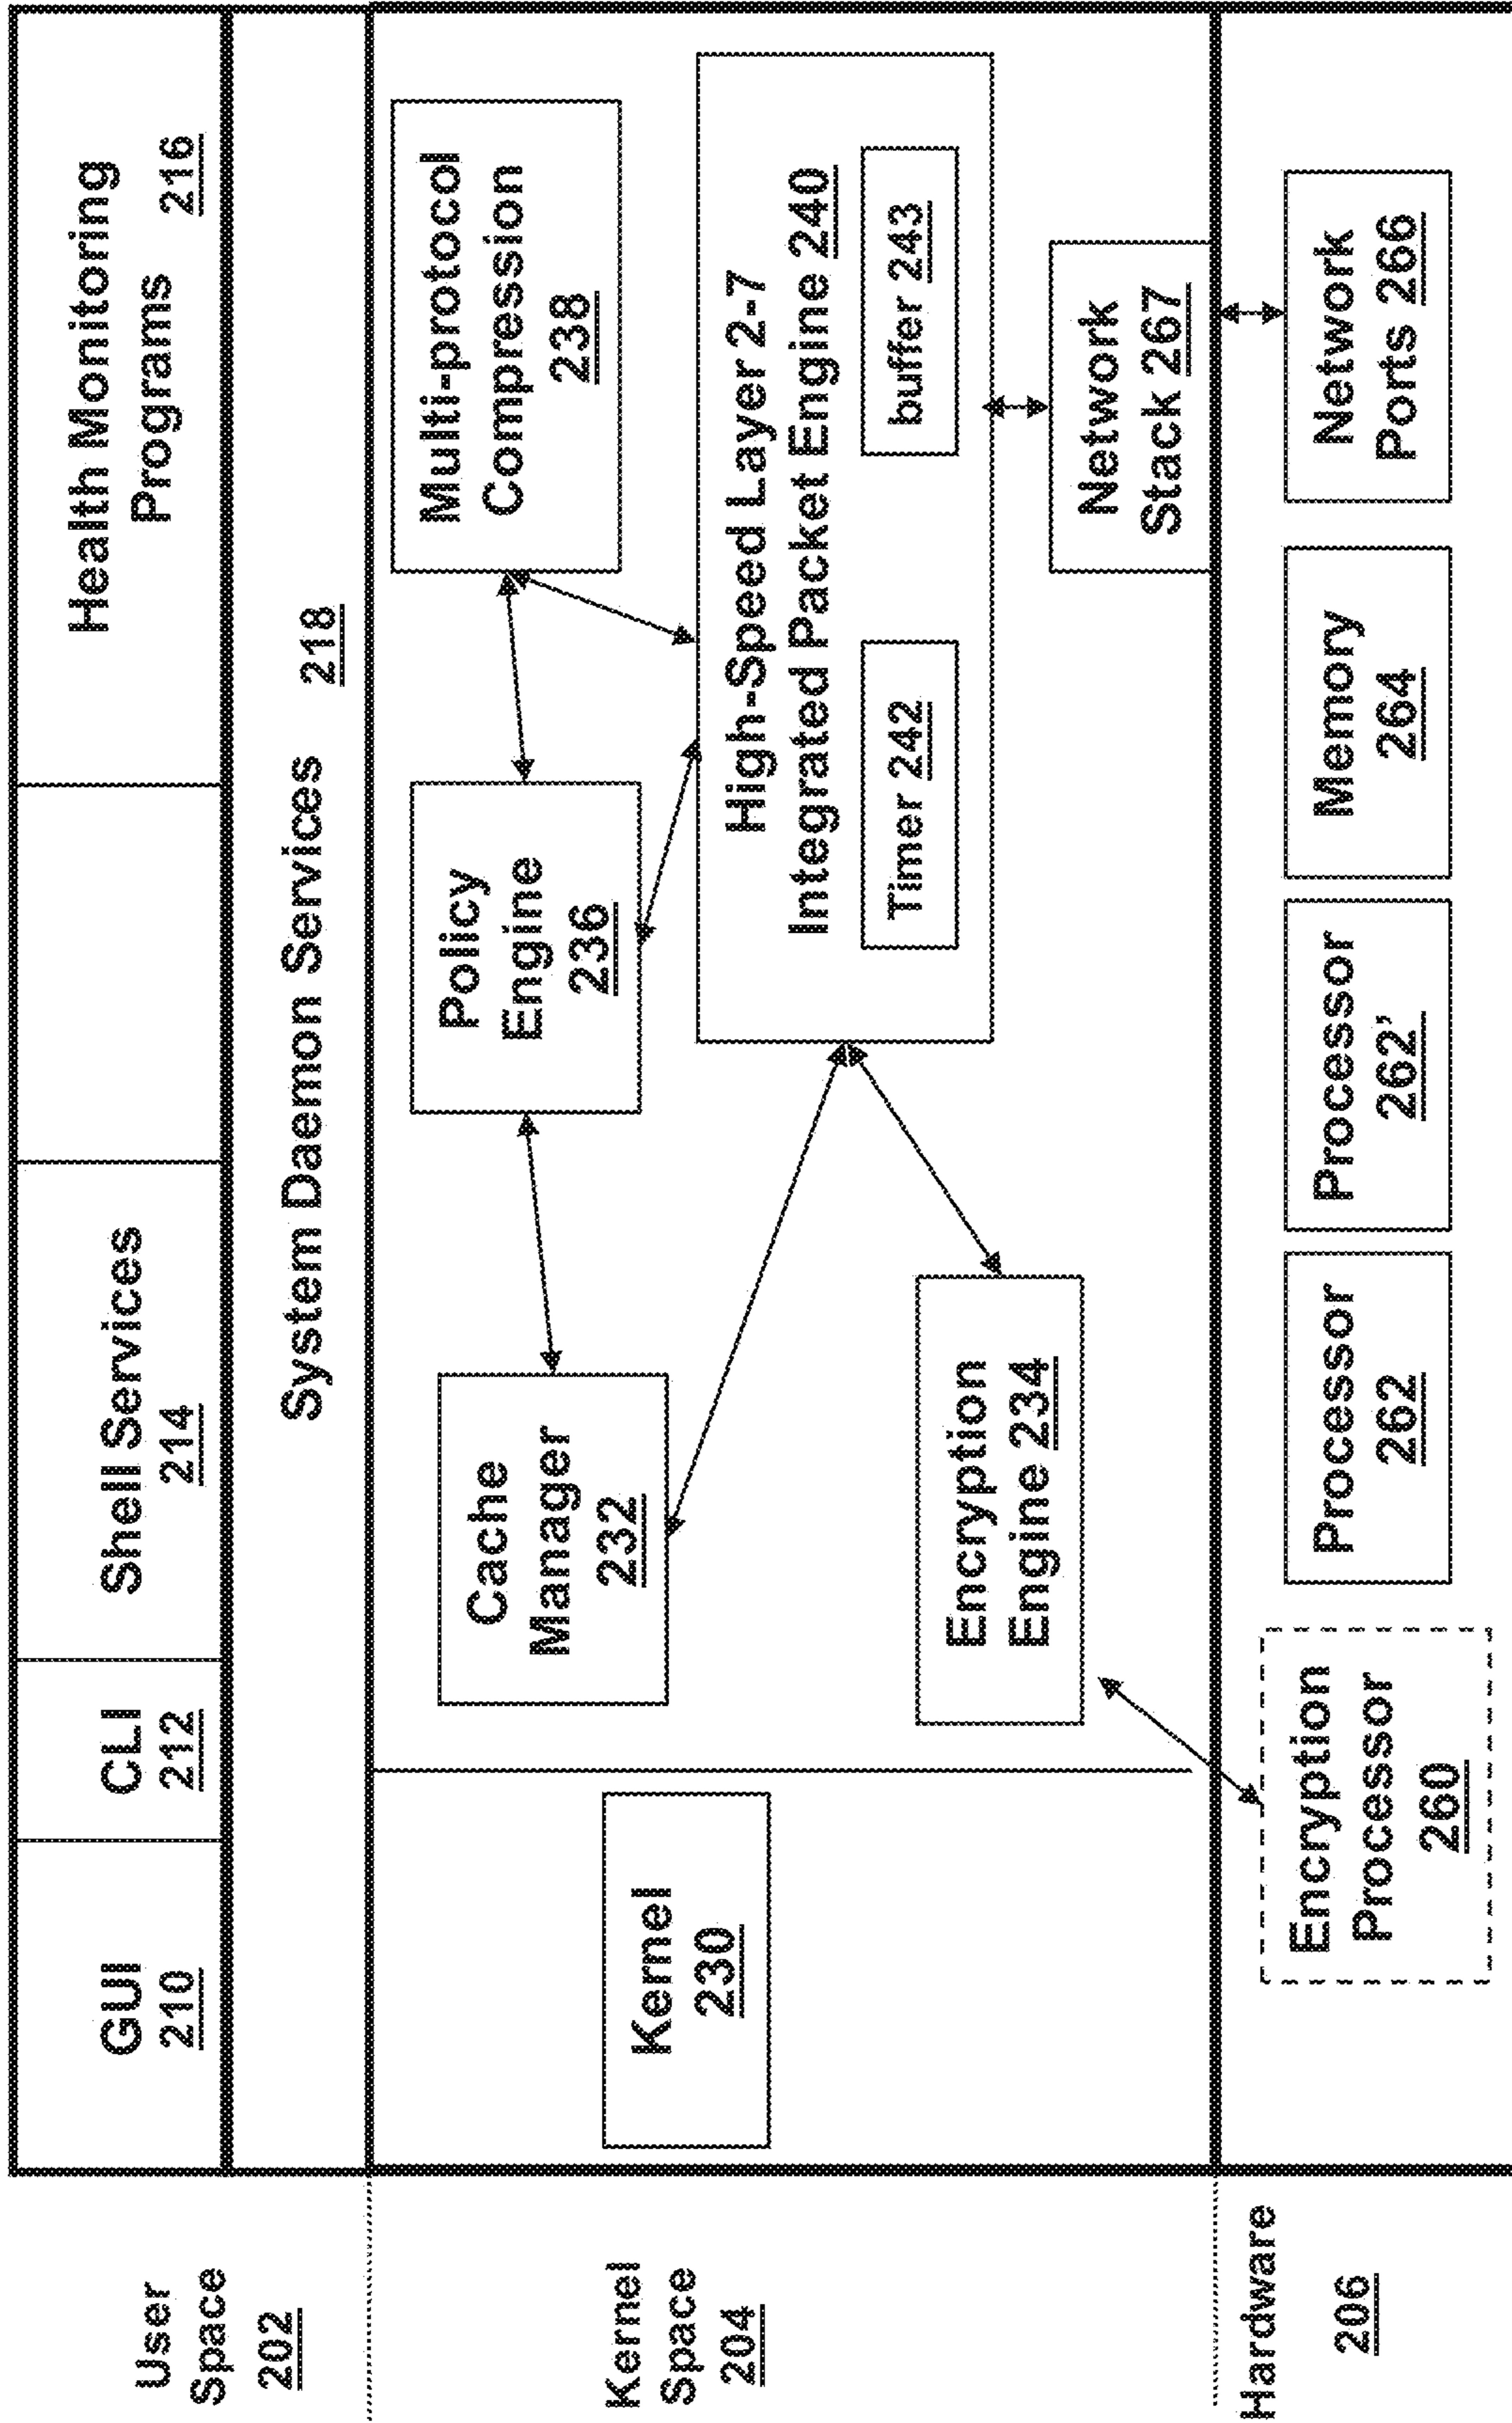 User
Space
202
GUI
210
CLI
212
Shell Services
214
Health Monitoring
Programs 216
System Daemon Services 218
Kernel
Space
204
Kernel
230
Cache
Manager
232
Policy
Engine
236
Multi-protocol
Compression
238
Encryption
Engine 234
High-Speed Layer 2-7
Integrated Packet Engine 240
Timer 242
buffer 243
Network
Stack 267
Hardware
206
Encryption
Processor
260
Processor
262
Processor
262'
Memory
264
Network
Ports 266